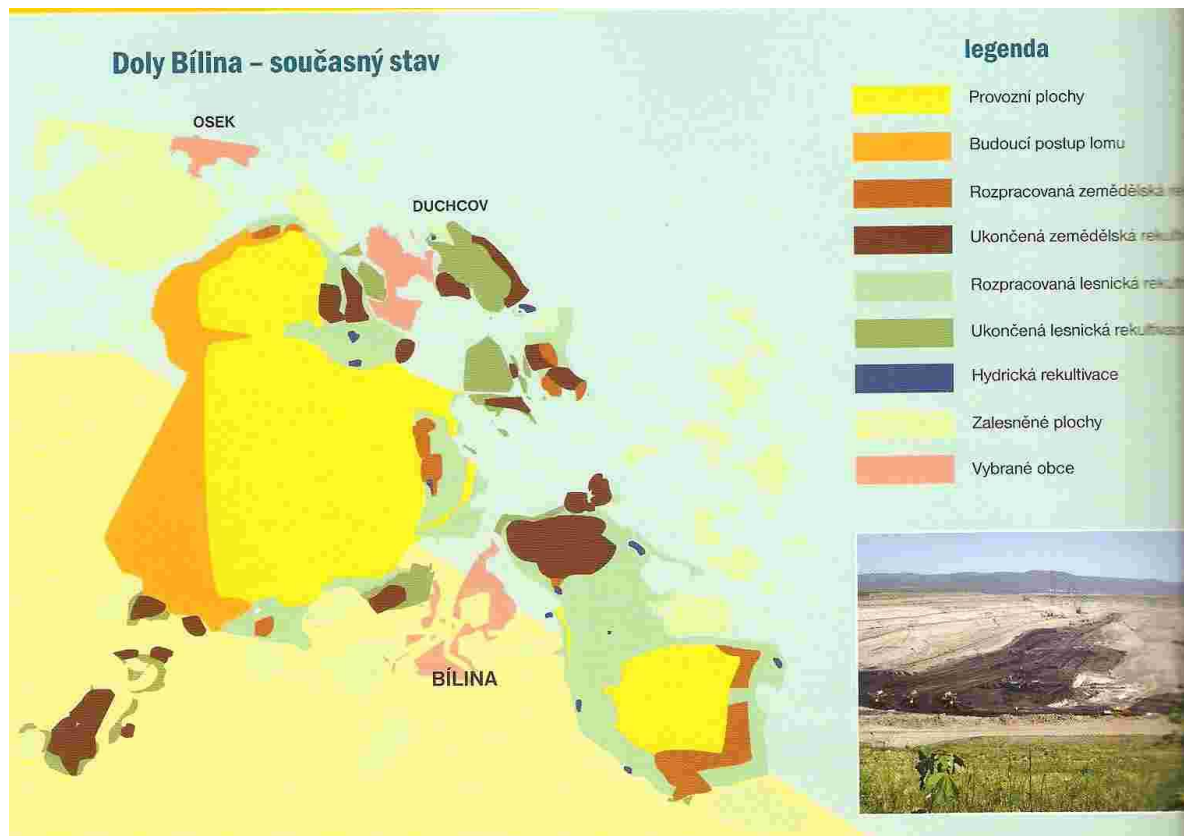 Doly Bílina – současný stav
legenda
Provozní plochy
Budoucí postup lomu
Rozpracovaná zemědělská
Ukončená zemědělská
Rozpracovaná lesnická
Ukončená lesnická
Hydrická rekultivace
Zalesněné plochy
Vybrané obce
OSEK
DUCHCOV
BÍLINA